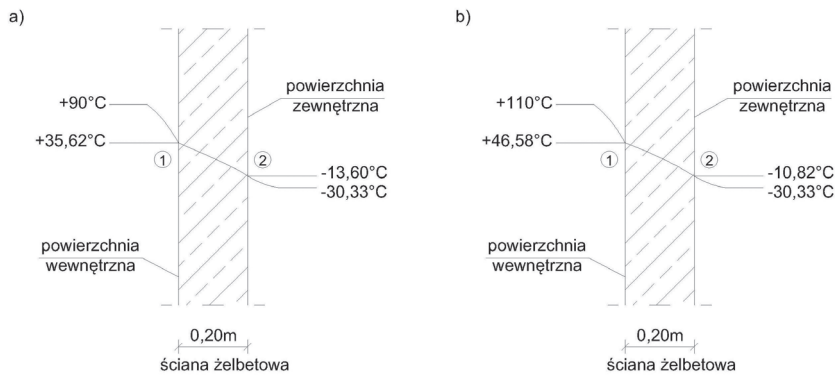 a)
+90°C
+35,62°C
1
2
powierzchnia
zewnętrzna
-13,60°C
-30,33°C
powierzchnia
wewnętrzna
0,20m
ściana żelbetowa
b)
+110°C
+46,58°C
1
2
powierzchnia
zewnętrzna
-10,82°C
-30,33°C
powierzchnia
wewnętrzna
0,20m
ściana żelbetowa